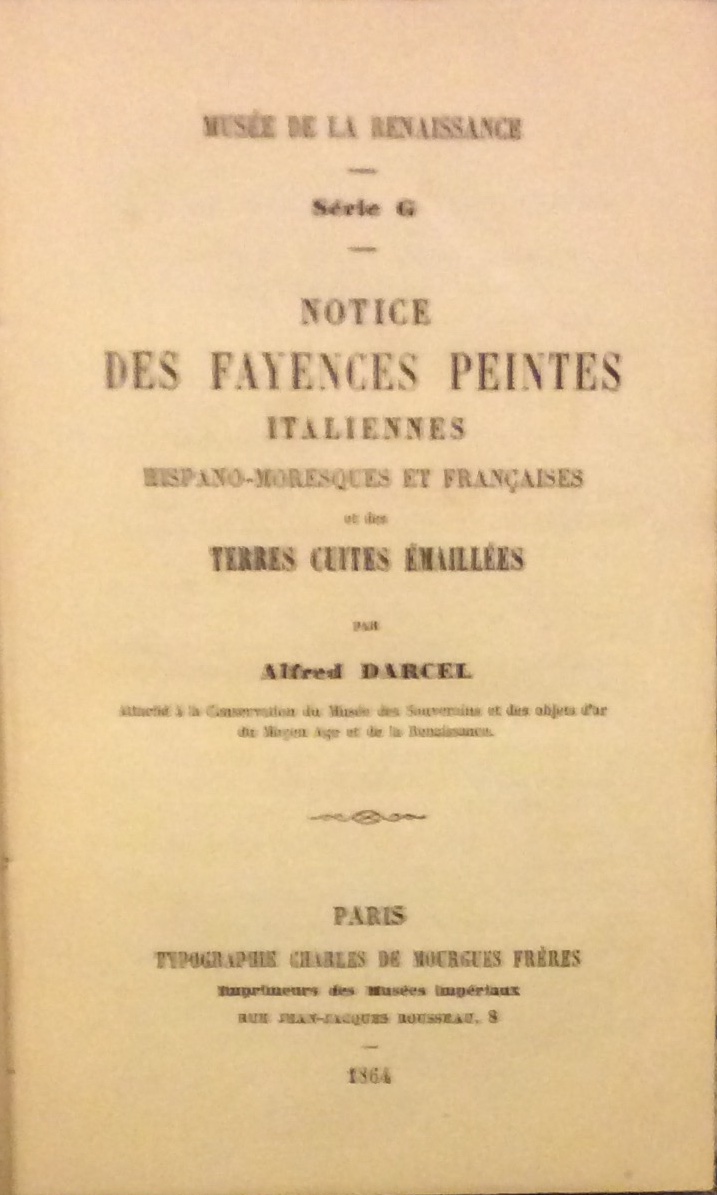 MUSÉE DE LA RENAISSANCE
Série G
NOTICE
DES FAYENCES PEINTES
ITALIENNES
HISPANO-MORESQUES ET FRANÇAISES
et des
TERRES CUITES ÉMAILLÉES
PAR
Alfred DARCEL
Attaché à la Conservation du Musée des Souverains et des objets d'ar
du Moyen Age et de la Renaissance.
PARIS
TYPOGRAPHIE CHARLES DE MOURGUES FRÈRES
Imprimeurs des Musées Impériaux
RUE JEAN-JACQUES ROUSSEAU, 8
1864